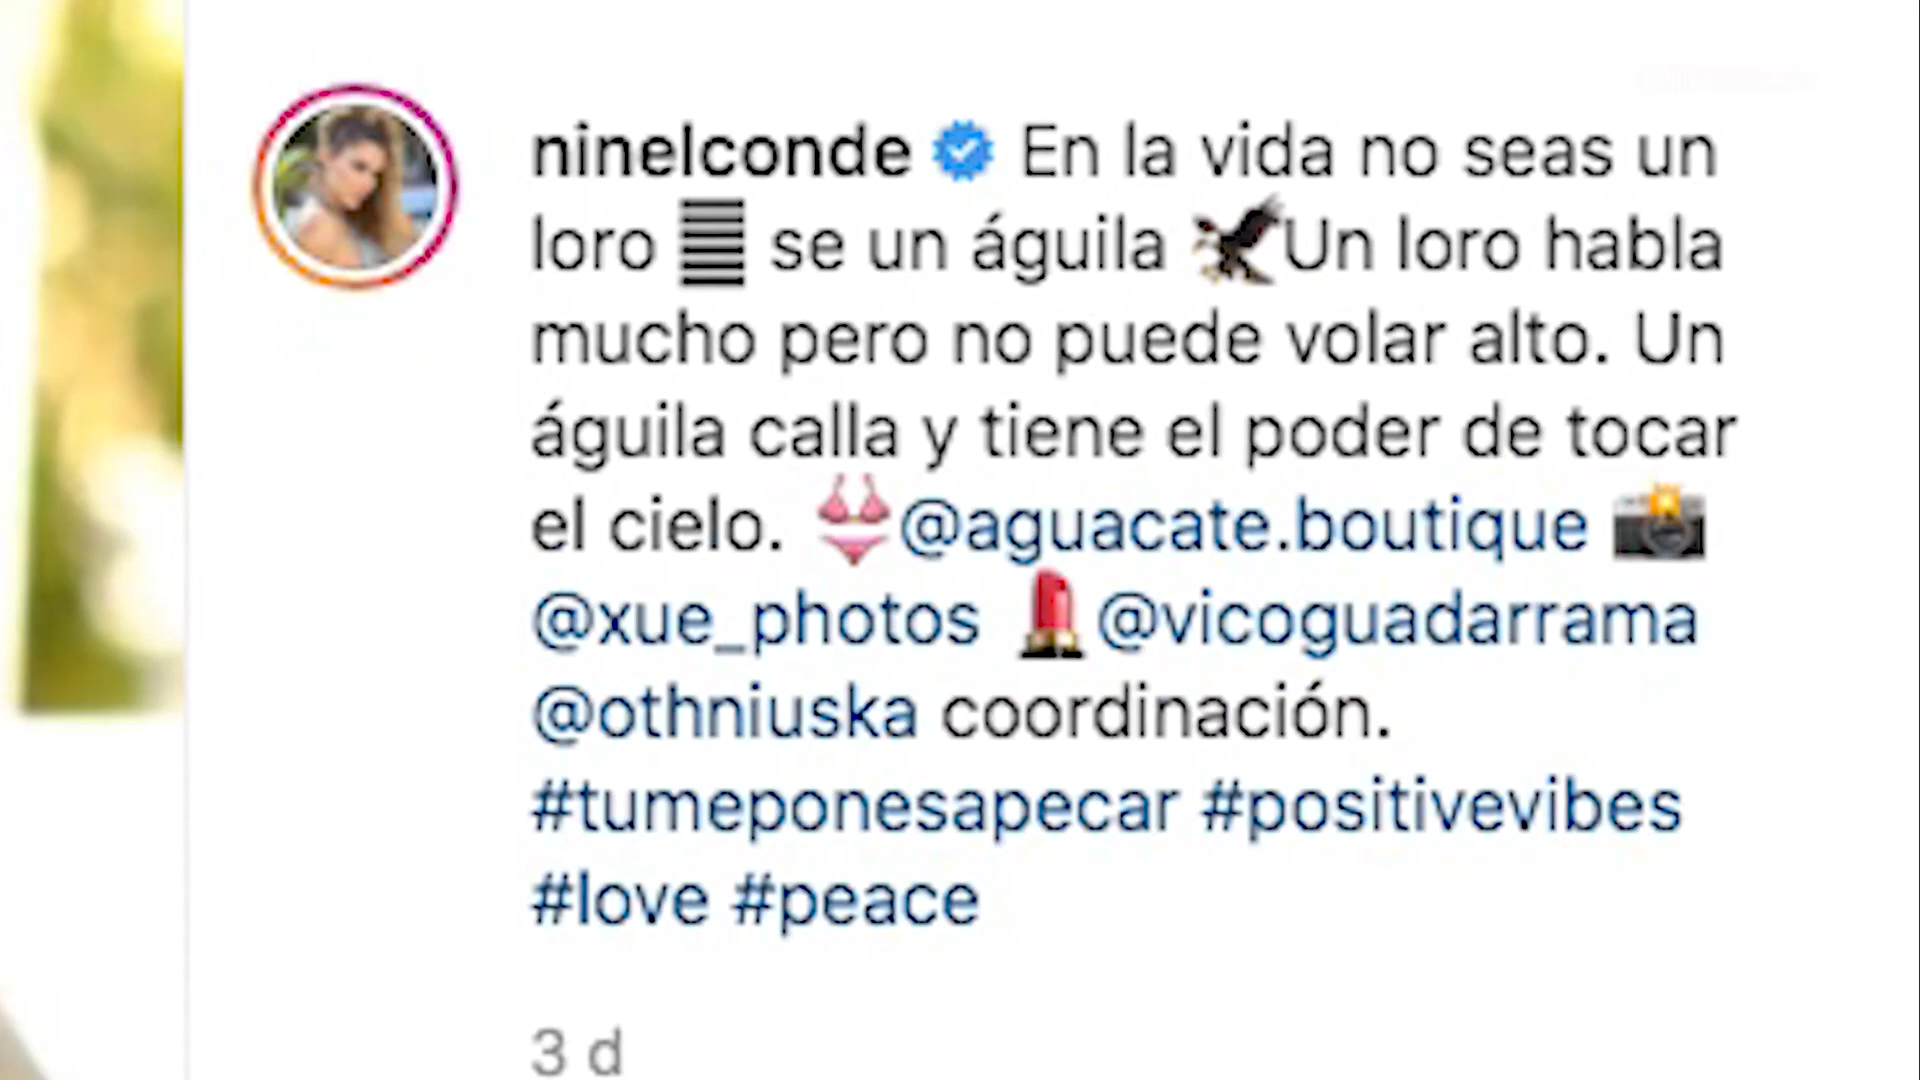 ninelconde En la vida no seas un
loro se un águila Un loro habla
mucho pero no puede volar alto. Un
águila calla y tiene el poder de tocar
el cielo. @aguacate.boutique
@xue_photos @vicoguadarrama
@othniuska coordinación.
#tumeponesapecar #positivevibes
#love #peace
3 d